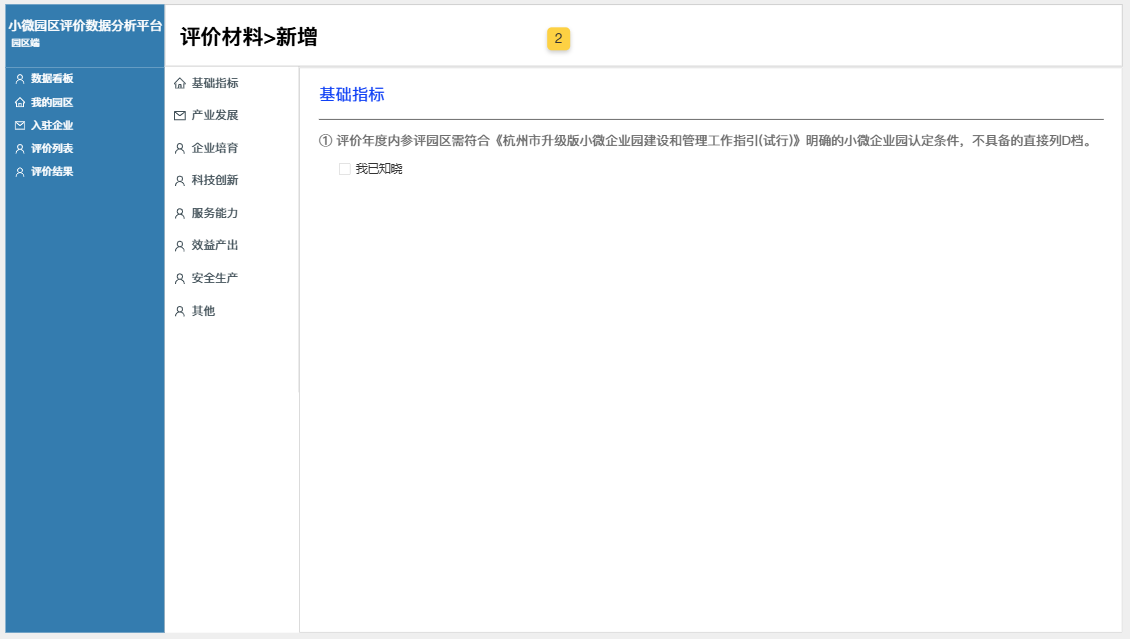 小微园区评价数据分析平台
园区端
评价材料>新增
2
数据看板
我的园区
入驻企业
评价列表
评价结果
基础指标
产业发展
企业培育
科技创新
服务能力
效益产出
安全生产
其他
基础指标
① 评价年度内参评园区需符合《杭州市升级版小微企业园建设和管理工作指引(试行)》明确的小微企业园认定条件，不具备的直接列D档。
我已知晓